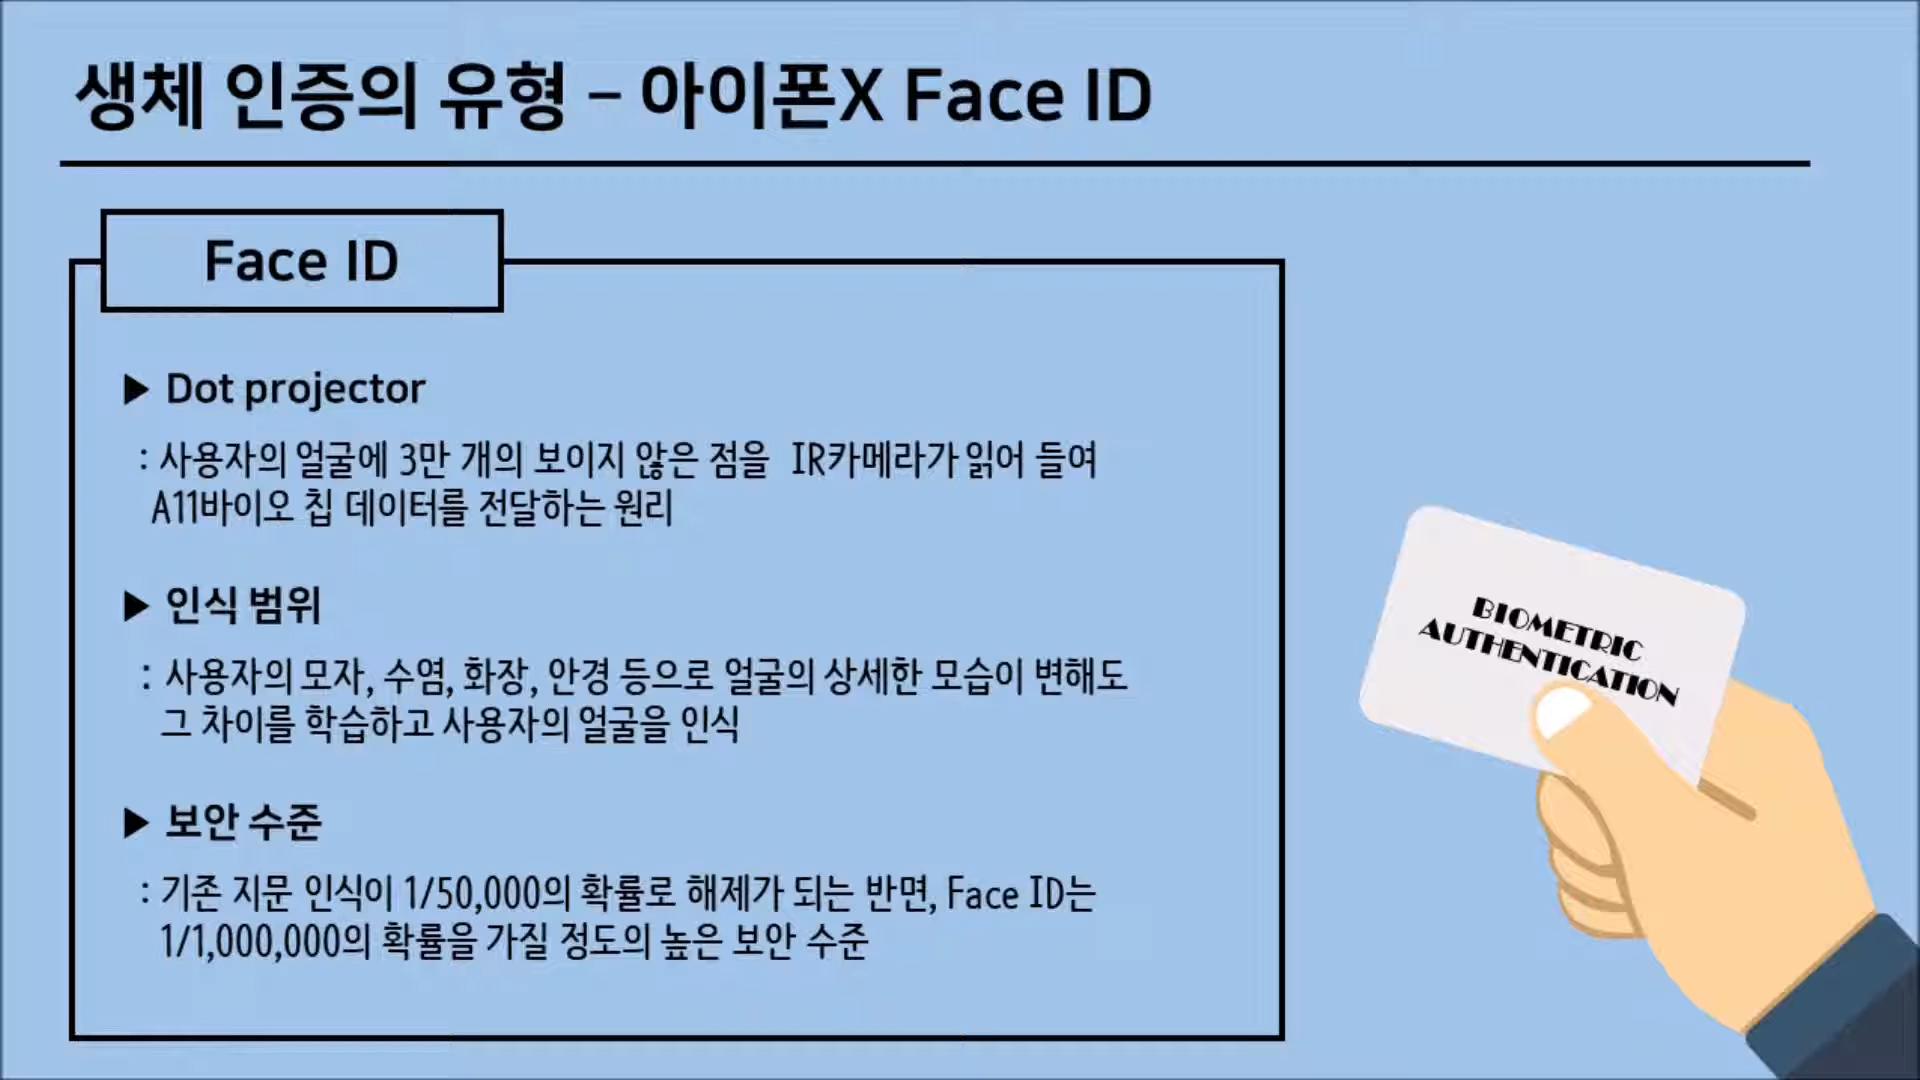 생체 인증의 유형 – 아이폰X Face ID
Face ID
▶ Dot projector
: 사용자의 얼굴에 3만 개의 보이지 않은 점을 IR카메라가 읽어 들여
A11바이오 칩 데이터를 전달하는 원리
▶ 인식 범위
: 사용자의 모자, 수염, 화장, 안경 등으로 얼굴의 상세한 모습이 변해도
그 차이를 학습하고 사용자의 얼굴을 인식
▶ 보안 수준
: 기존 지문 인식이 1/50,000의 확률로 해제가 되는 반면, Face ID는
1/1,000,000의 확률을 가질 정도의 높은 보안 수준
BIOMETRIC
AUTHENTICATION